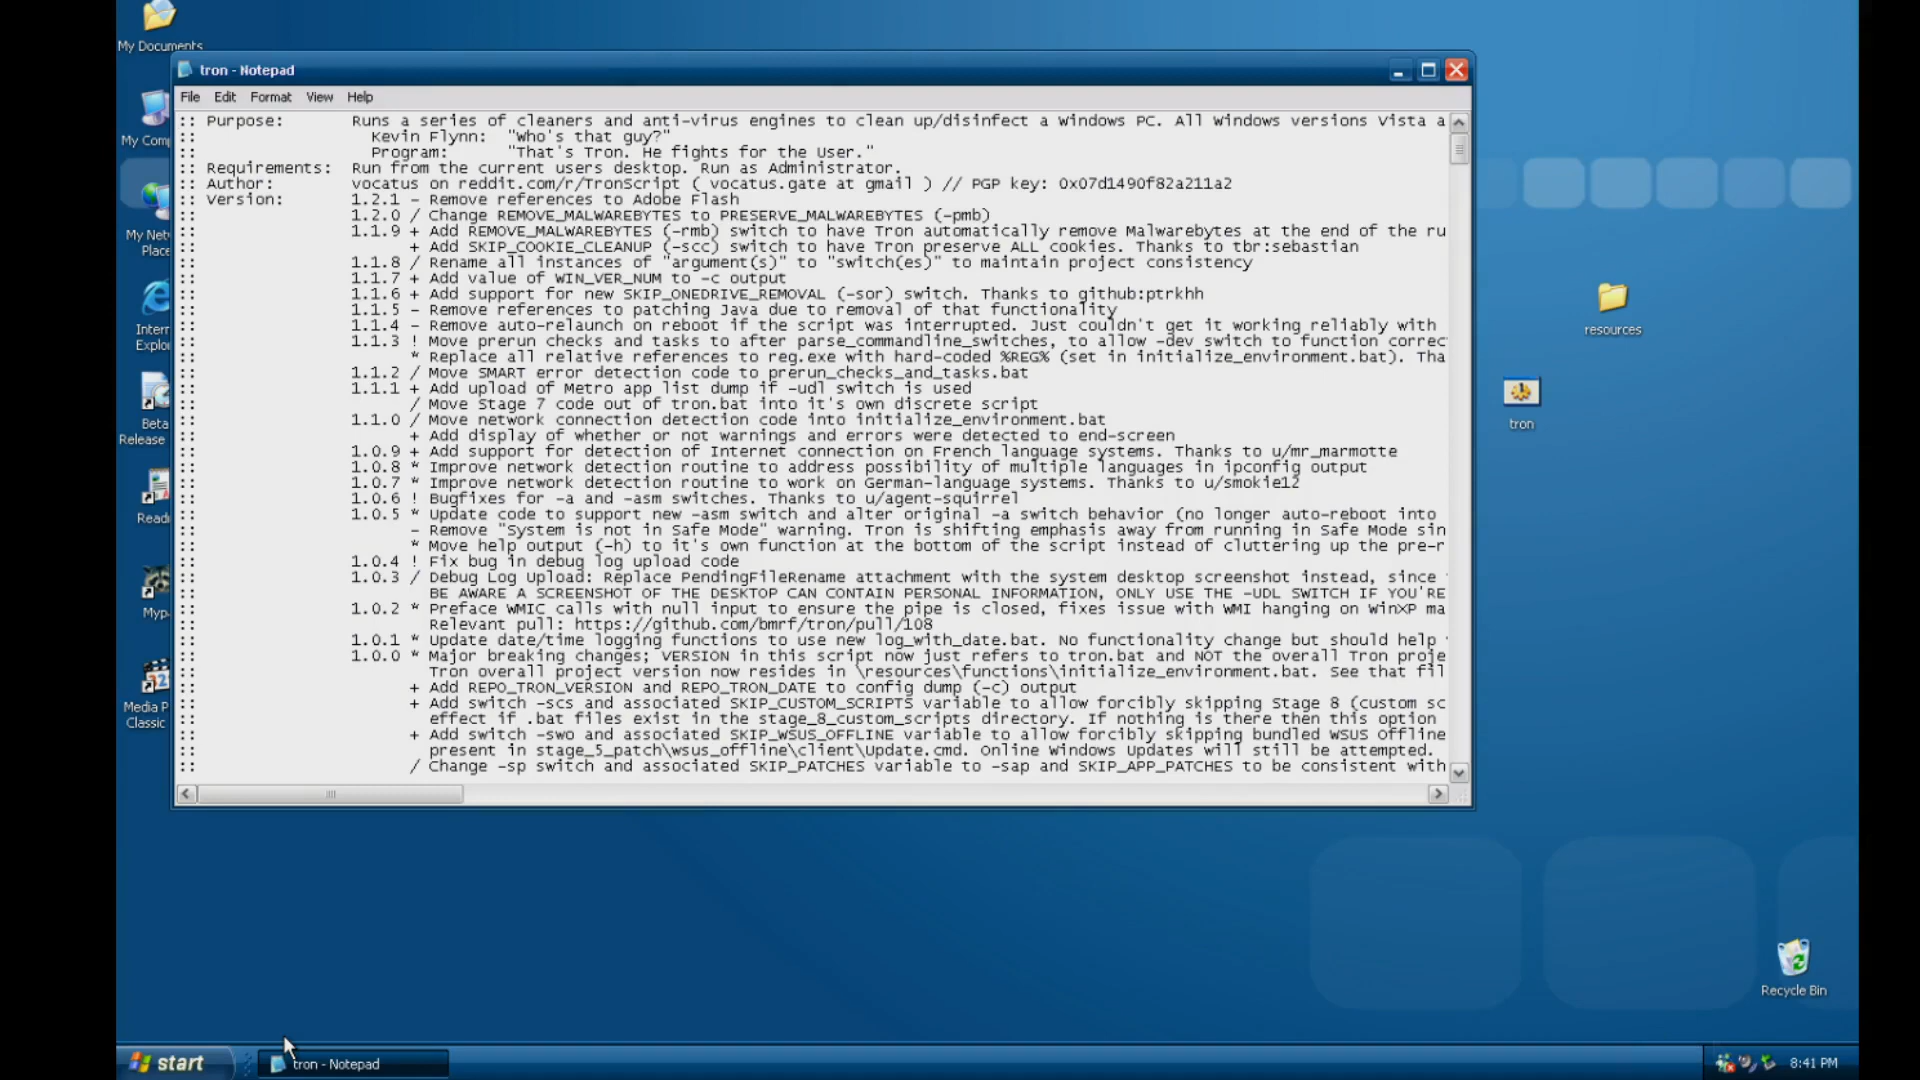 My Documents
tron - Notepad
File Edit Format View Help
:: Purpose: Runs a series of cleaners and anti-virus engines to clean up/disinfect a Windows PC. All Windows versions Vista a
:: Kevin Flynn: "Who's that guy?"
:: Program: "That's Tron. He fights for the User."
:: Requirements: Run from the current users desktop. Run as Administrator.
:: Author: vocatus on reddit.com/r/TronScript ( vocatus.gate at gmail ) // PGP key: 0x07d1490f82a211a2
:: Version: 1.2.1 - Remove references to Adobe Flash
:: 1.2.0 / Change REMOVE_MALWAREBYTES to PRESERVE_MALWAREBYTES (-pmb)
:: 1.1.9 + Add REMOVE_MALWAREBYTES (-rmb) switch to have Tron automatically remove Malwarebytes at the end of the ru
:: + Add SKIP_COOKIE_CLEANUP (-scc) switch to have Tron preserve ALL cookies. Thanks to tbr:sebastian
:: 1.1.8 / Rename all instances of "argument(s)" to "switch(es)" to maintain project consistency
:: 1.1.7 + Add value of WIN_VER_NUM to -c output
:: 1.1.6 + Add support for new SKIP_ONEDRIVE_REMOVAL (-sor) switch. Thanks to github:ptrkhh
:: 1.1.5 - Remove references to patching Java due to removal of that functionality
:: 1.1.4 - Remove auto-relaunch on reboot if the script was interrupted. Just couldn't get it working reliably with
:: 1.1.3 ! Move prerun checks and tasks to after parse_commandline_switches, to allow -dev switch to function correc
:: * Replace all relative references to reg.exe with hard-coded %REG% (set in initialize_environment.bat). Tha
:: 1.1.2 / Move SMART error detection code to prerun_checks_and_tasks.bat
:: 1.1.1 + Add upload of Metro app list dump if -udl switch is used
:: / Move Stage 7 code out of tron.bat into it's own discrete script
:: 1.1.0 / Move network connection detection code into initialize_environment.bat
:: + Add display of whether or not warnings and errors were detected to end-screen
:: 1.0.9 + Add support for detection of Internet connection on French language systems. Thanks to u/mr_marmotte
:: 1.0.8 * Improve network detection routine to address possibility of multiple languages in ipconfig output
:: 1.0.7 * Improve network detection routine to work on German-language systems. Thanks to u/smokie12
:: 1.0.6 ! Bugfixes for -a and -asm switches. Thanks to u/agent-squirrel
:: 1.0.5 * Update code to support new -asm switch and alter original -a switch behavior (no longer auto-reboot into
:: - Remove "System is not in Safe Mode" warning. Tron is shifting emphasis away from running in Safe Mode sin
:: * Move help output (-h) to it's own function at the bottom of the script instead of cluttering up the pre-r
:: 1.0.4 ! Fix bug in debug log upload code
:: 1.0.3 / Debug Log Upload: Replace PendingFileRename attachment with the system desktop screenshot instead, since
:: BE AWARE A SCREENSHOT OF THE DESKTOP CAN CONTAIN PERSONAL INFORMATION, ONLY USE THE -UDL SWITCH IF YOU'RE
:: 1.0.2 * Preface WMIC calls with null input to ensure the pipe is closed, fixes issue with WMI hanging on WinXP ma
:: Relevant pull: https://github.com/bmrf/tron/pull/108
:: 1.0.1 * Update date/time logging functions to use new log_with_date.bat. No functionality change but should help
:: 1.0.0 * Major breaking changes; VERSION in this script now just refers to tron.bat and NOT the overall Tron proje
:: Tron overall project version now resides in \resources\functions\initialize_environment.bat. See that fil
:: + Add REPO_TRON_VERSION and REPO_TRON_DATE to config dump (-c) output
:: + Add switch -scs and associated SKIP_CUSTOM_SCRIPTS variable to allow forcibly skipping Stage 8 (custom sc
:: effect if .bat files exist in the stage_8_custom_scripts directory. If nothing is there then this option
:: + Add switch -swo and associated SKIP_WSUS_OFFLINE variable to allow forcibly skipping bundled WSUS Offline
:: present in stage_5_patch\wsus_offline\client\Update.cmd. Online Windows Updates will still be attempted.
:: / Change -sp switch and associated SKIP_PATCHES variable to -sap and SKIP_APP_PATCHES to be consistent with
My Comp
My Net
Place
Intern
Explo
Beta
Release
Readi
Myp
Media P
Classic
resources
tron
Recycle Bin
start
tron - Notepad
8:41 PM